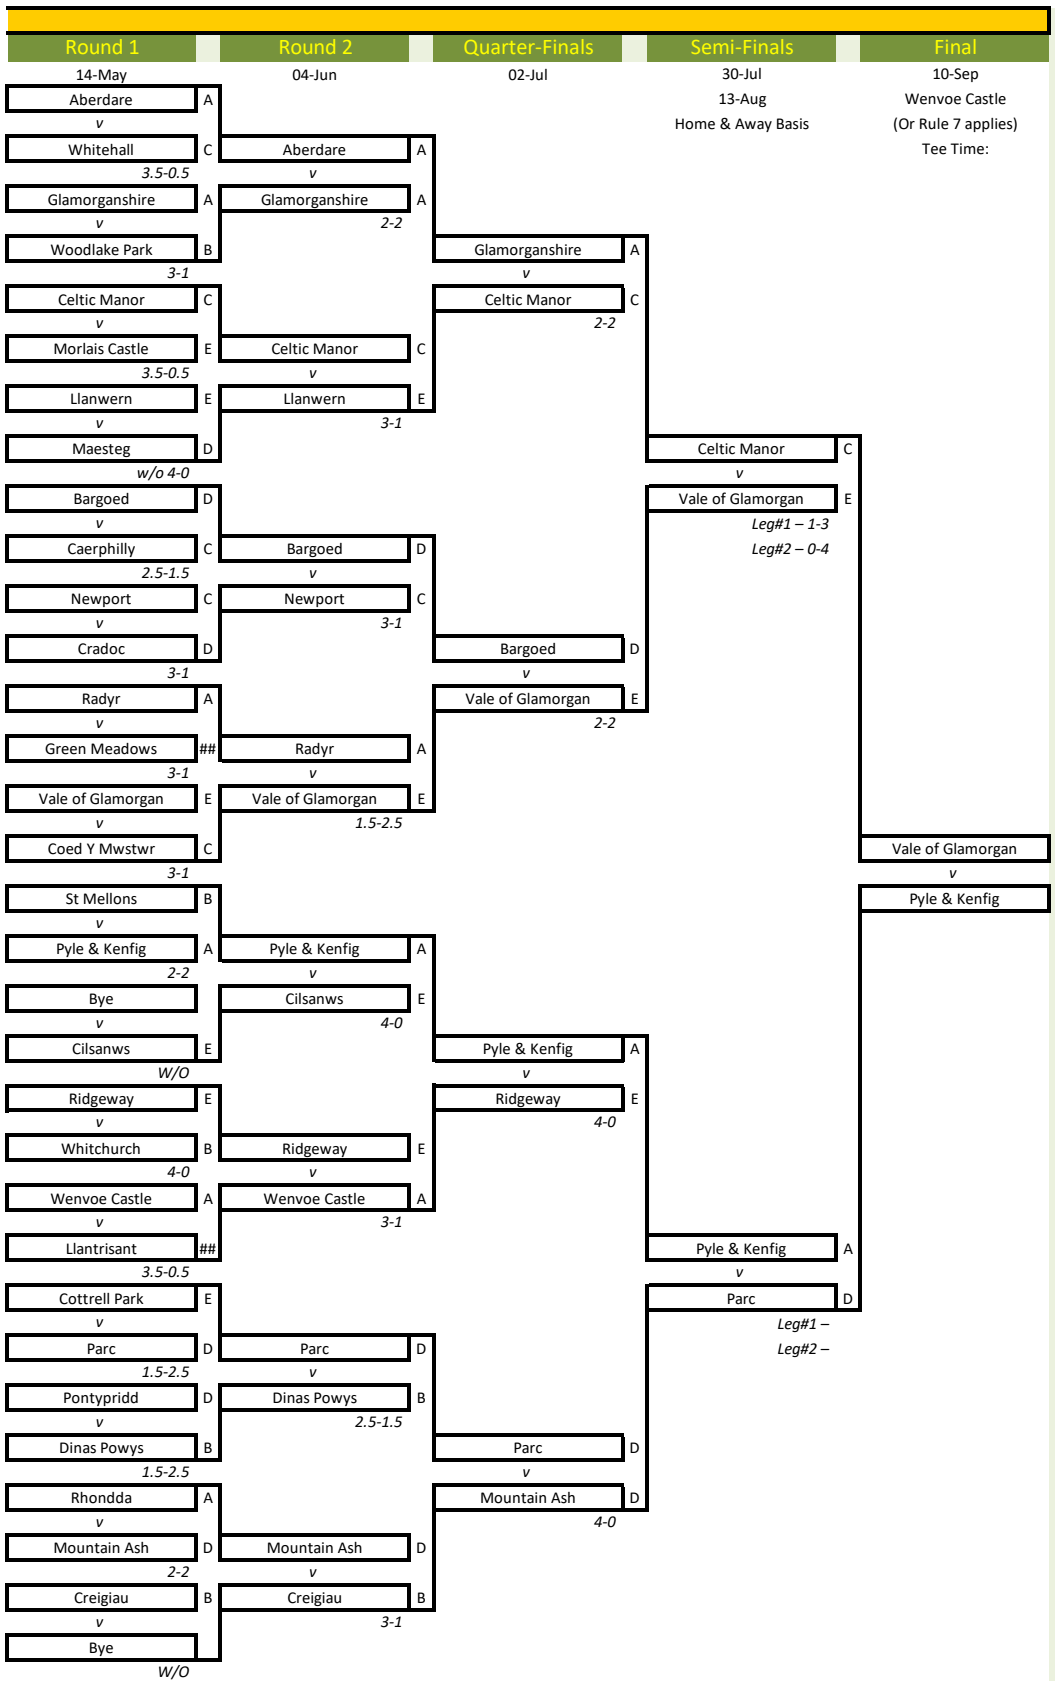 Round 1 Round 2 Quarter-Finals Semi-Finals Final
14-May 04-Jun 02-Jul 30-Jul 10-Sep
Aberdare A 13-Aug Wenvoe Castle
v Home & Away Basis (Or Rule 7 applies)
Whitehall C Aberdare A Tee Time:
3.5-0.5 v
Glamorganshire A Glamorganshire A
v 2-2
Woodlake Park B Glamorganshire A
3-1 v
Celtic Manor C Celtic Manor C
v 2-2
Morlais Castle E Celtic Manor C
3.5-0.5 v
Llanwern E Llanwern E
v 3-1
Maesteg D Celtic Manor C
w/o 4-0 v
Bargoed D Vale of Glamorgan E
v Leg#1 – 1-3
Caerphilly C Bargoed D Leg#2 – 0-4
2.5-1.5 v
Newport C Newport C
v 3-1
Cradoc D Bargoed D
3-1 v
Radyr A Vale of Glamorgan E
v 2-2
Green Meadows ## Radyr A
3-1 v
Vale of Glamorgan E Vale of Glamorgan E
v 1.5-2.5
Coed Y Mwstwr C Vale of Glamorgan
3-1 v
St Mellons B Pyle & Kenfig
v
Pyle & Kenfig A Pyle & Kenfig A
2-2 v
Bye Cilsanws E
v 4-0
Cilsanws E Pyle & Kenfig A
W/O v
Ridgeway E Ridgeway E
v 4-0
Whitchurch B Ridgeway E
4-0 v
Wenvoe Castle A Wenvoe Castle A
v 3-1
Llantrisant ## Pyle & Kenfig A
3.5-0.5 v
Cottrell Park E Parc D
v Leg#1 –
Parc D Parc D Leg#2 –
1.5-2.5 v
Pontypridd D Dinas Powys B
v 2.5-1.5
Dinas Powys B Parc D
1.5-2.5 v
Rhondda A Mountain Ash D
v 4-0
Mountain Ash D Mountain Ash D
2-2 v
Creigiau B Creigiau B
v 3-1
Bye
W/O